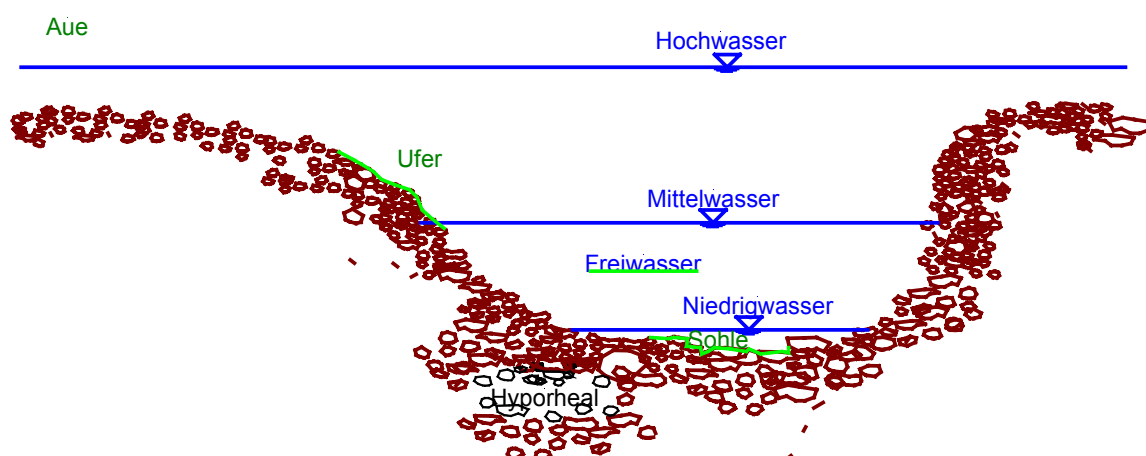 Aue
Hochwasser
Ufer
Mittelwasser
Freiwasser
Niedrigwasser
Sohle
Hyporheal